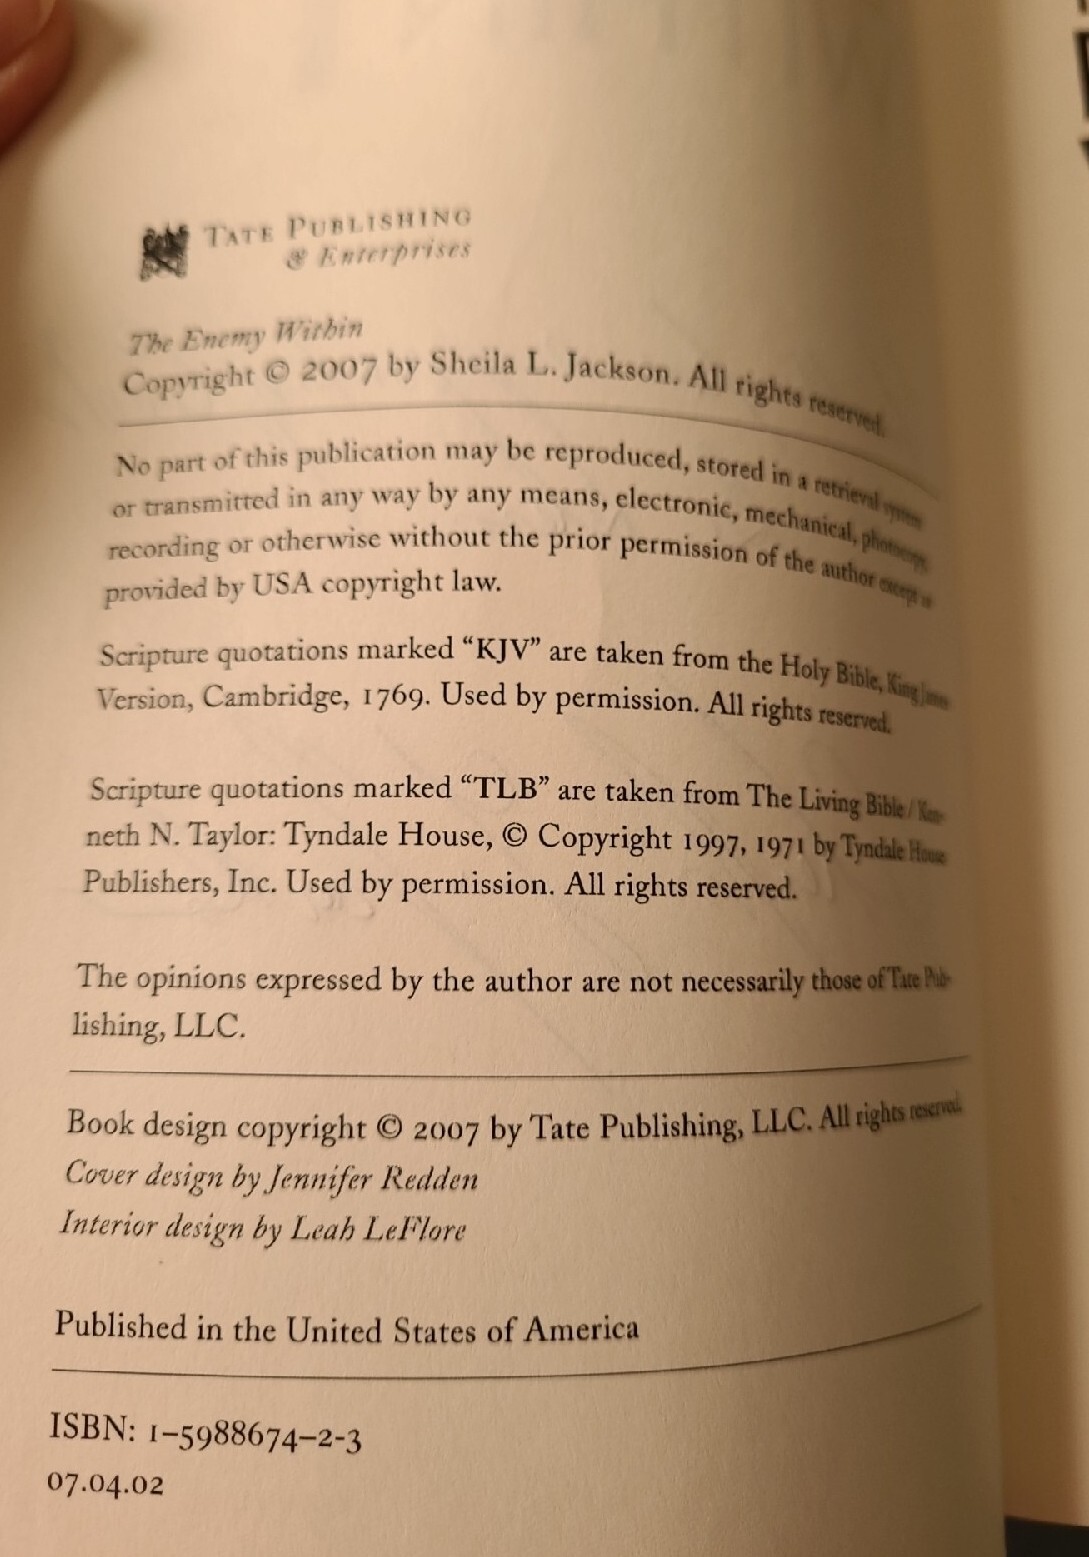 TATE PUBLISHING
& Enterprises
The Enemy Within
Copyright © 2007 by Sheila L. Jackson. All rights reserved.
No part of this publication may be reproduced, stored in a retrieval system
or transmitted in any way by any means, electronic, mechanical, photocopy,
recording or otherwise without the prior permission of the author except as
provided by USA copyright law.
Scripture quotations marked “KJV” are taken from the Holy Bible, King James
Version, Cambridge, 1769. Used by permission. All rights reserved.
Scripture quotations marked “TLB” are taken from The Living Bible / Ken-
neth N. Taylor: Tyndale House, © Copyright 1997, 1971 by Tyndale House
Publishers, Inc. Used by permission. All rights reserved.
The opinions expressed by the author are not necessarily those of Tate Pub-
lishing, LLC.
Book design copyright © 2007 by Tate Publishing, LLC. All rights reserved.
Cover design by Jennifer Redden
Interior design by Leah LeFlore
Published in the United States of America
ISBN: 1-5988674-2-3
07.04.02